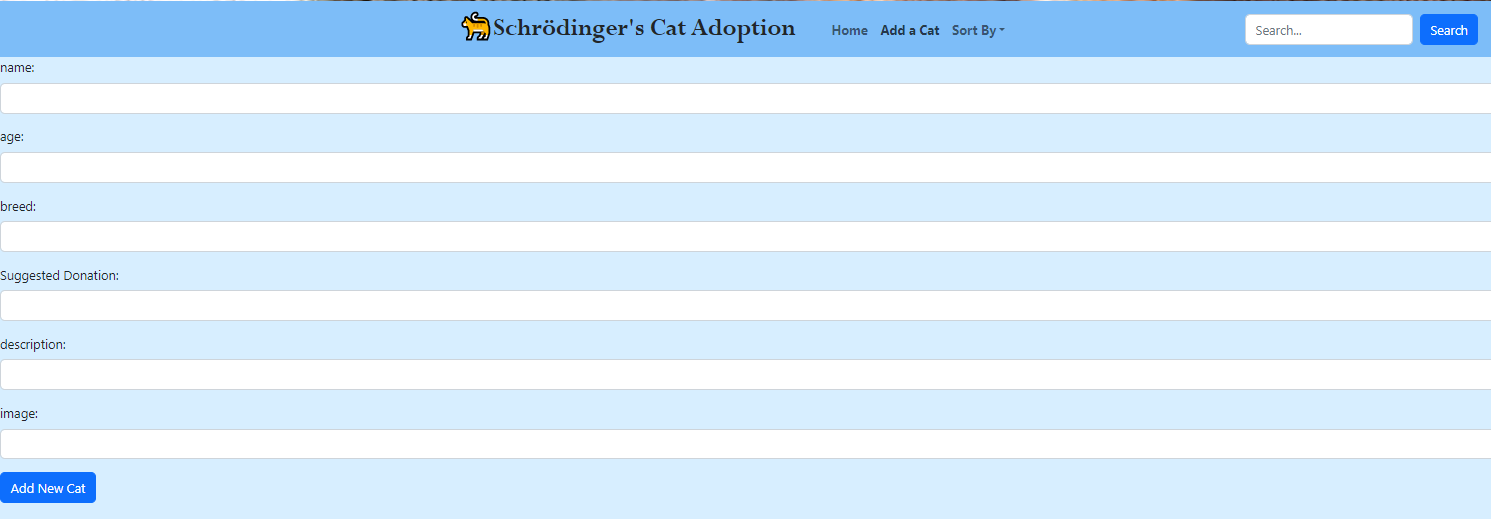 Schrödinger's Cat Adoption Home Add a Cat Sort By Search... Search
name:
age:
breed:
Suggested Donation:
description:
image:
Add New Cat